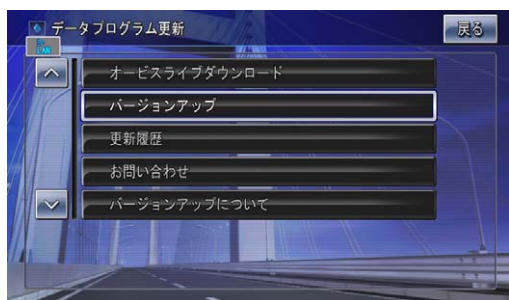 データプログラム更新
戻る
オービスライブダウンロード
バージョンアップ
更新履歴
お問い合わせ
バージョンアップについて